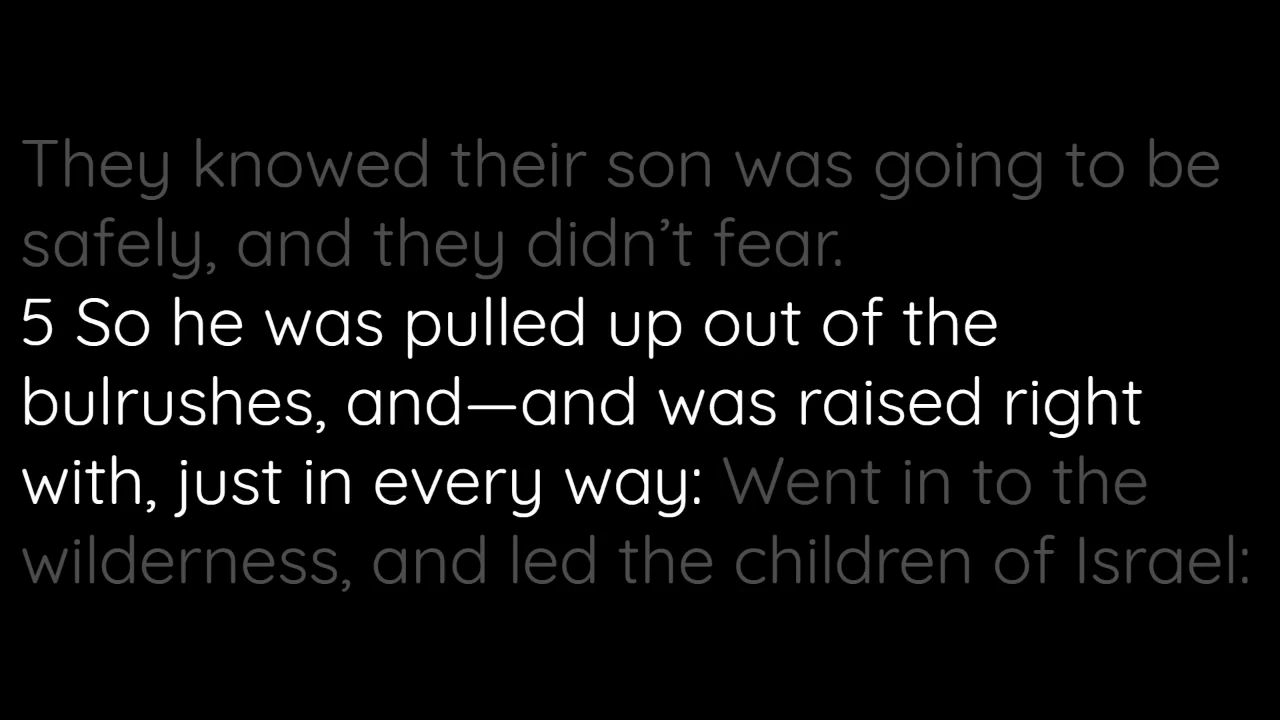 They knowed their son was going to be
safely, and they didn’t fear.
5 So he was pulled up out of the
bulrushes, and—and was raised right
with, just in every way: Went in to the
wilderness, and led the children of Israel: